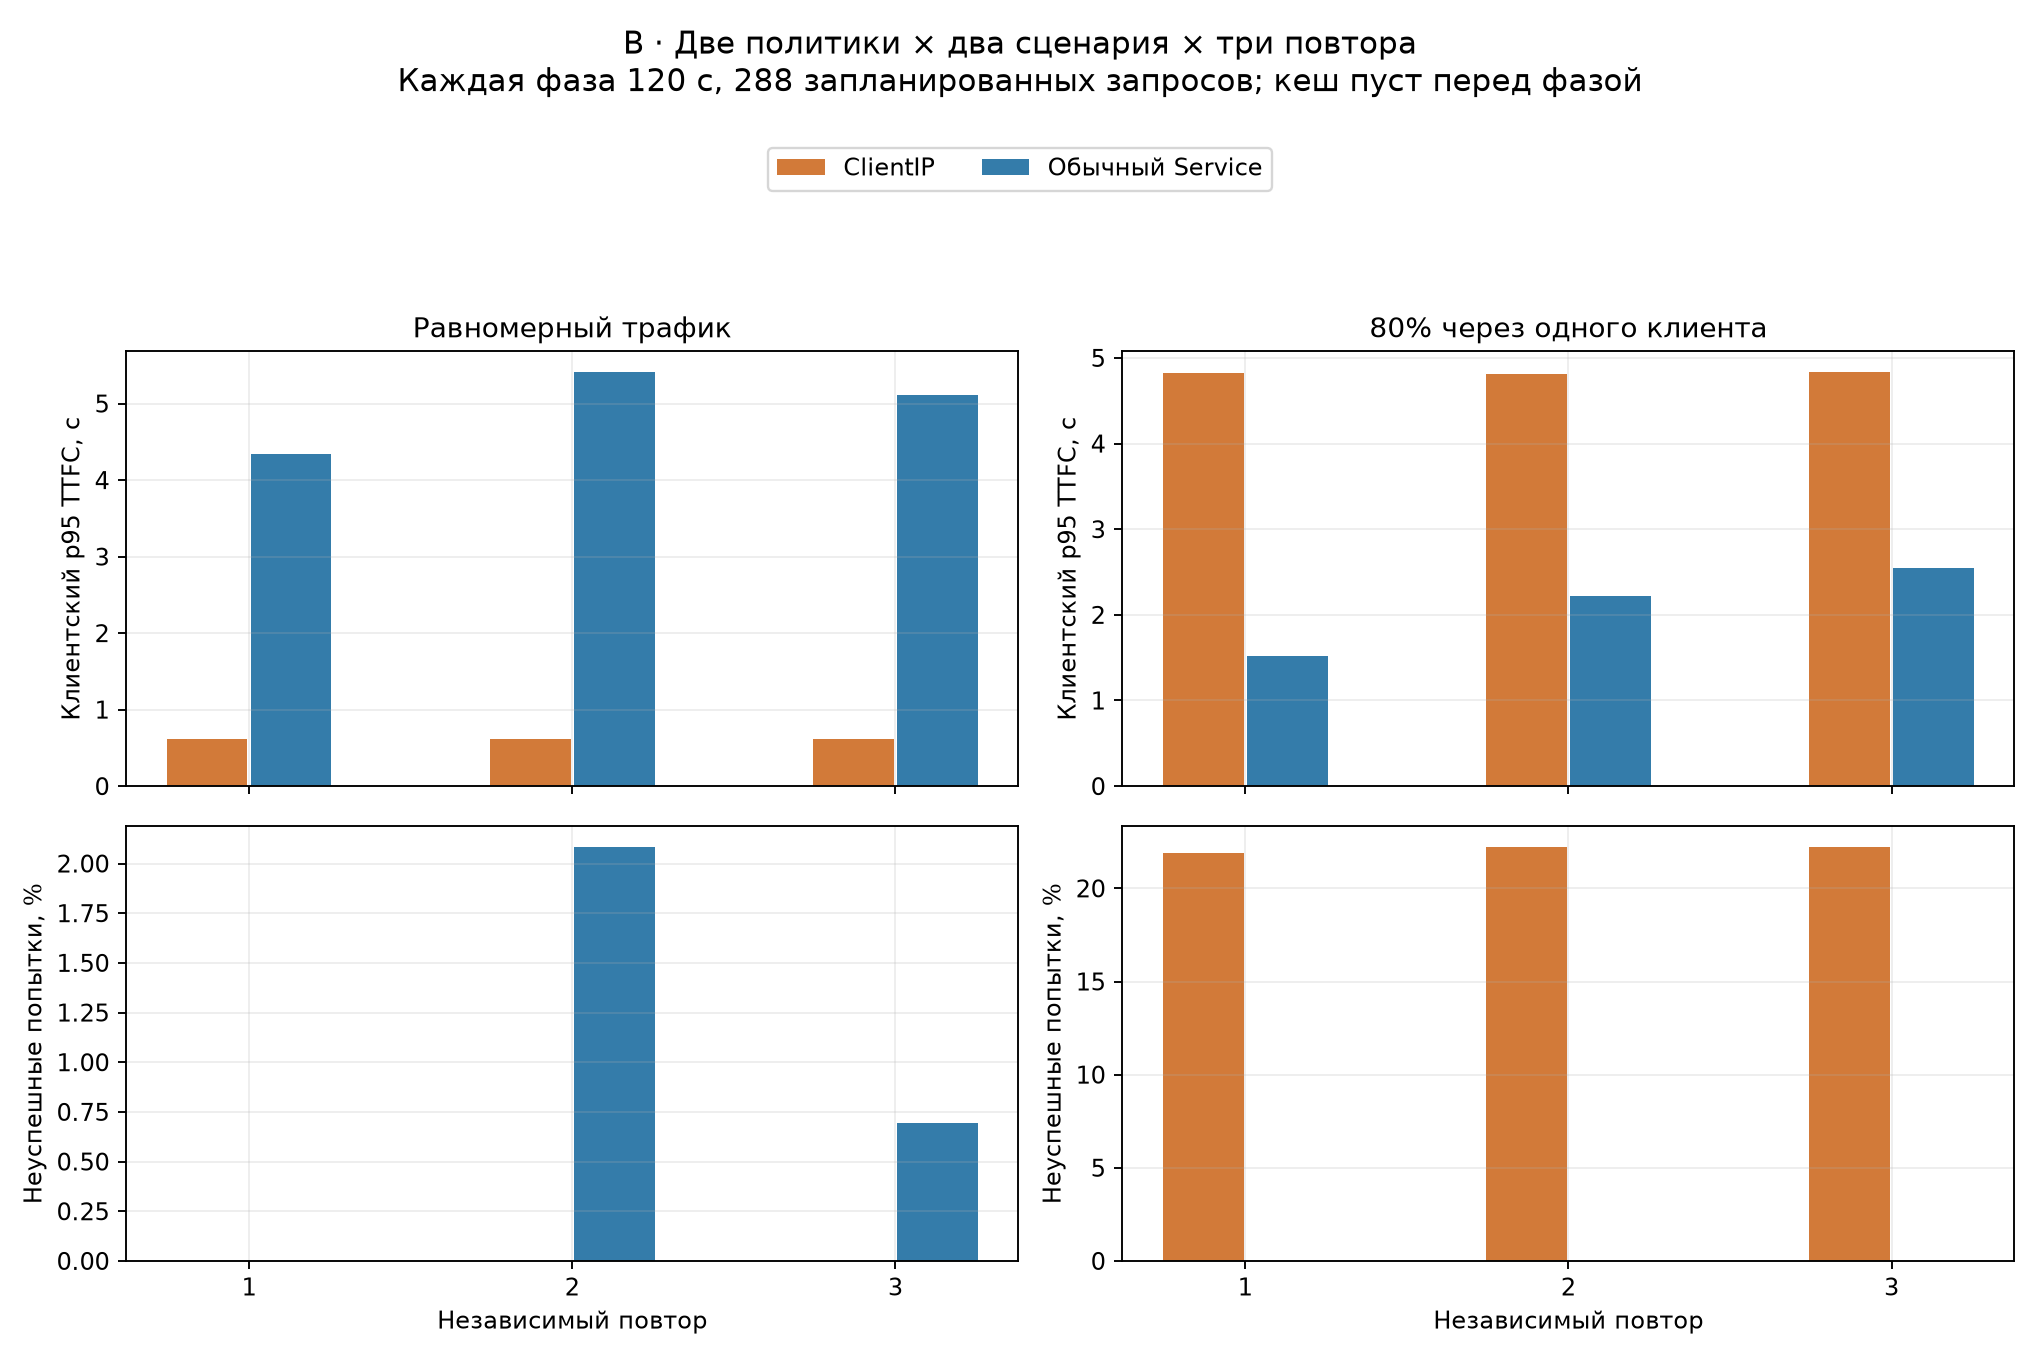 B · Две политики × два сценария × три повтора
Каждая фаза 120 с, 288 запланированных запросов; кеш пуст перед фазой
ClientIP
Обычный Service
Равномерный трафик
Клиентский p95 TTFC, с
5
4
3
2
1
0
80% через одного клиента
Клиентский p95 TTFC, с
5
4
3
2
1
0
Неуспешные попытки, %
2.00
1.75
1.50
1.25
1.00
0.75
0.50
0.25
0.00
1
2
3
Независимый повтор
Неуспешные попытки, %
20
15
10
5
0
1
2
3
Независимый повтор